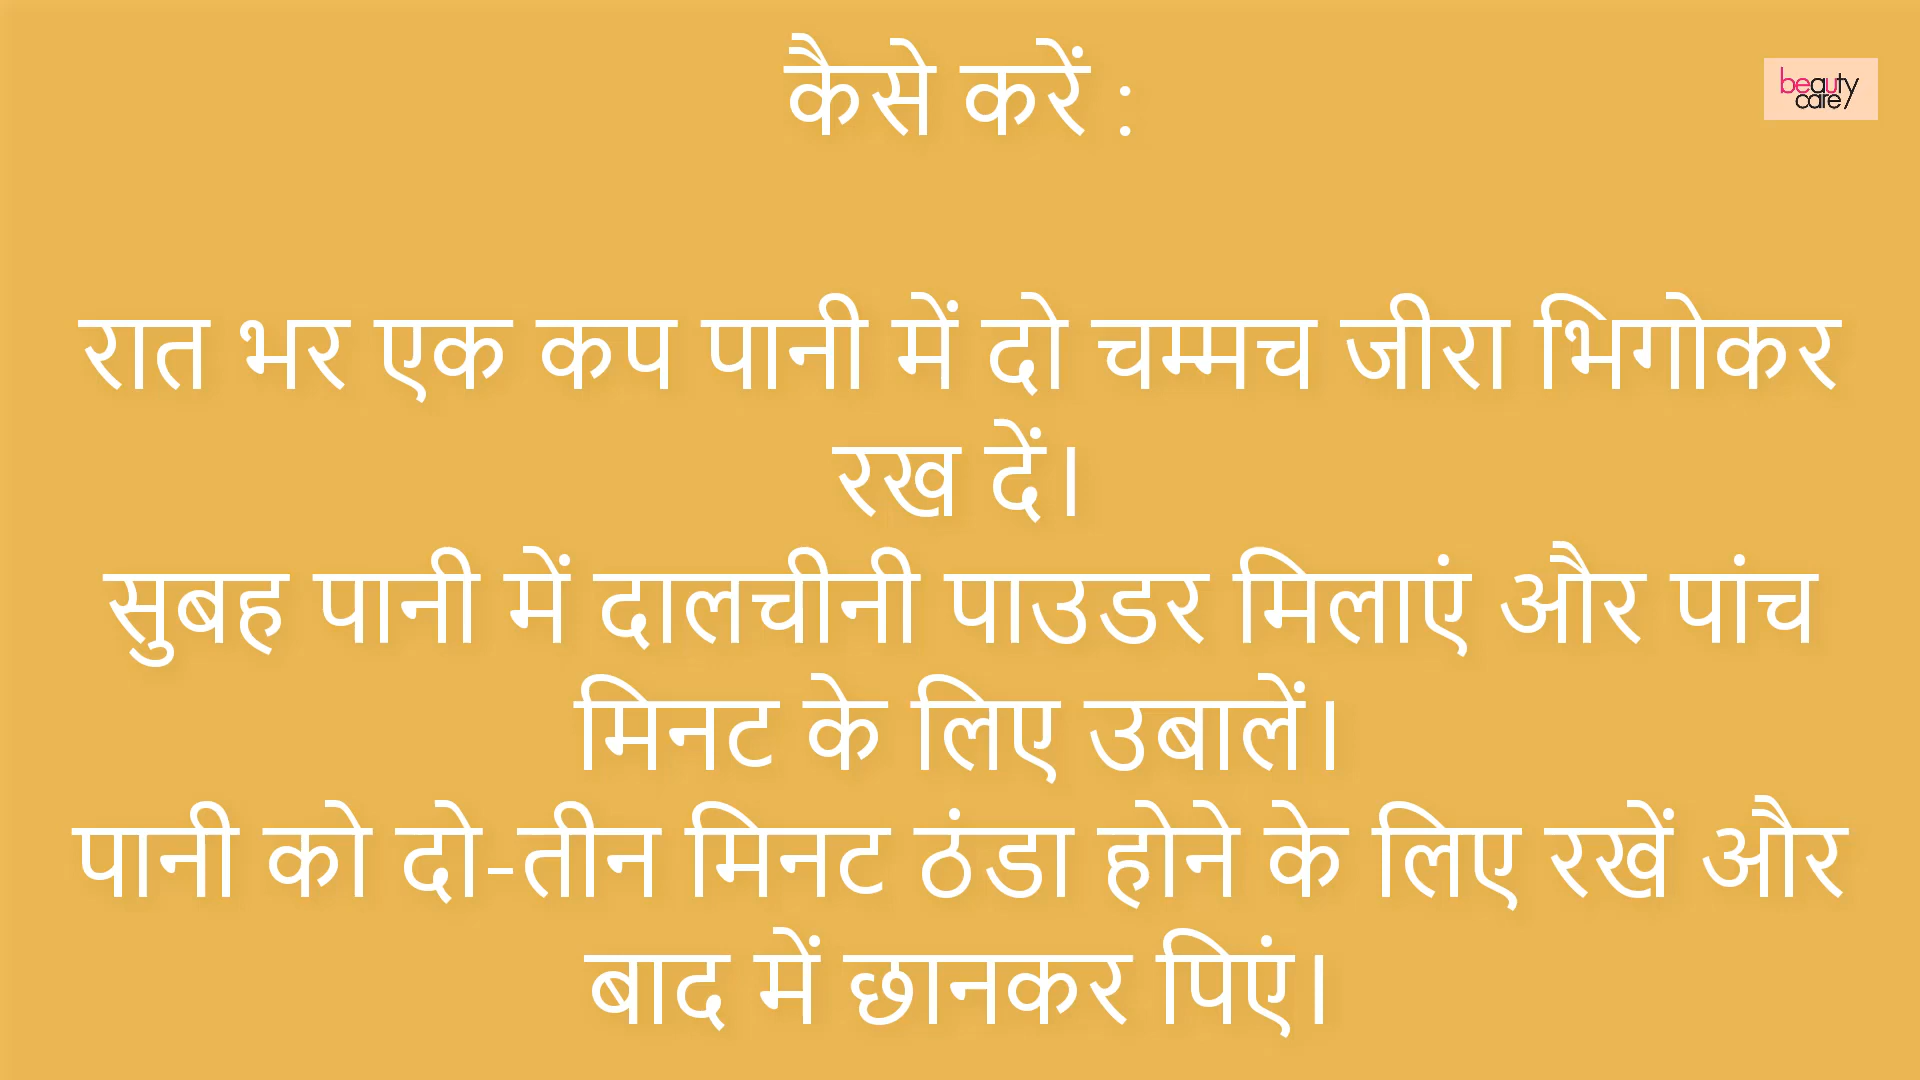 कैसे करें :
beauty
care
रात भर एक कप पानी में दो चम्मच जीरा भिगोकर
रख दें।
सुबह पानी में दालचीनी पाउडर मिलाएं और पांच
मिनट के लिए उबालें।
पानी को दो-तीन मिनट ठंडा होने के लिए रखें और
बाद में छानकर पिएं।